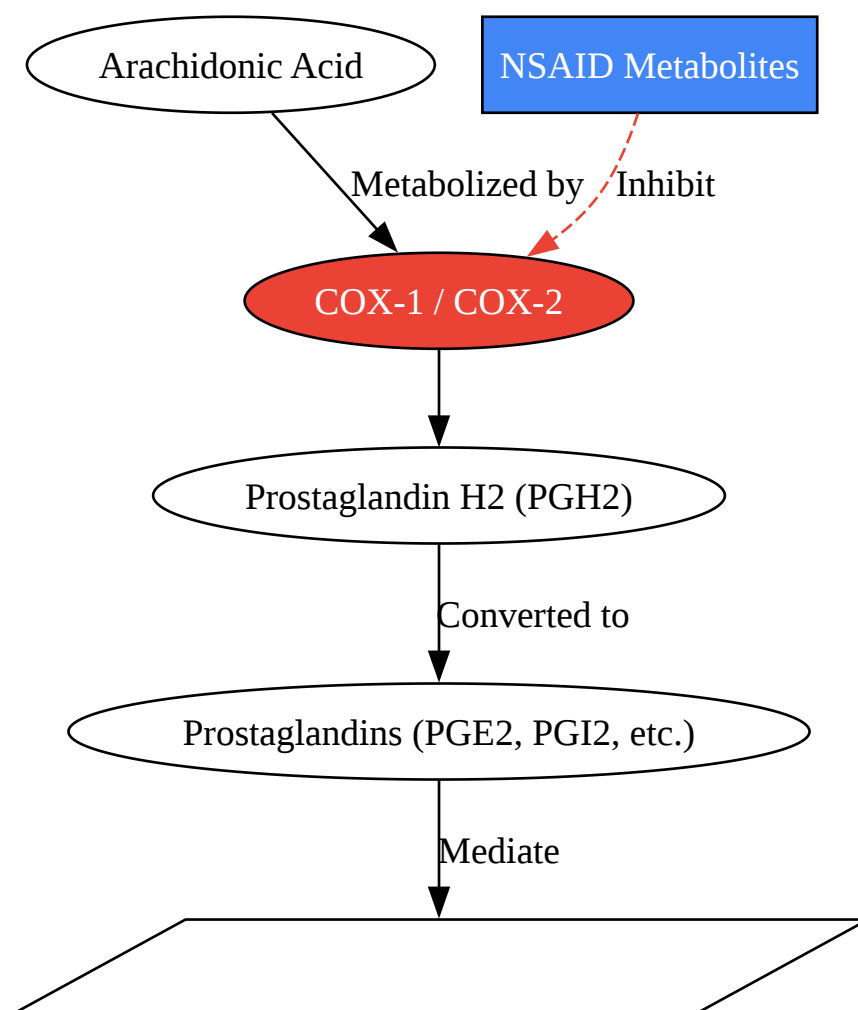 Arachidonic Acid
NSAID Metabolites
Metabolized by
Inhibit
COX-1 / COX-2
Prostaglandin H2 (PGH2)
Converted to
Prostaglandins (PGE2, PGI2, etc.)
Mediate